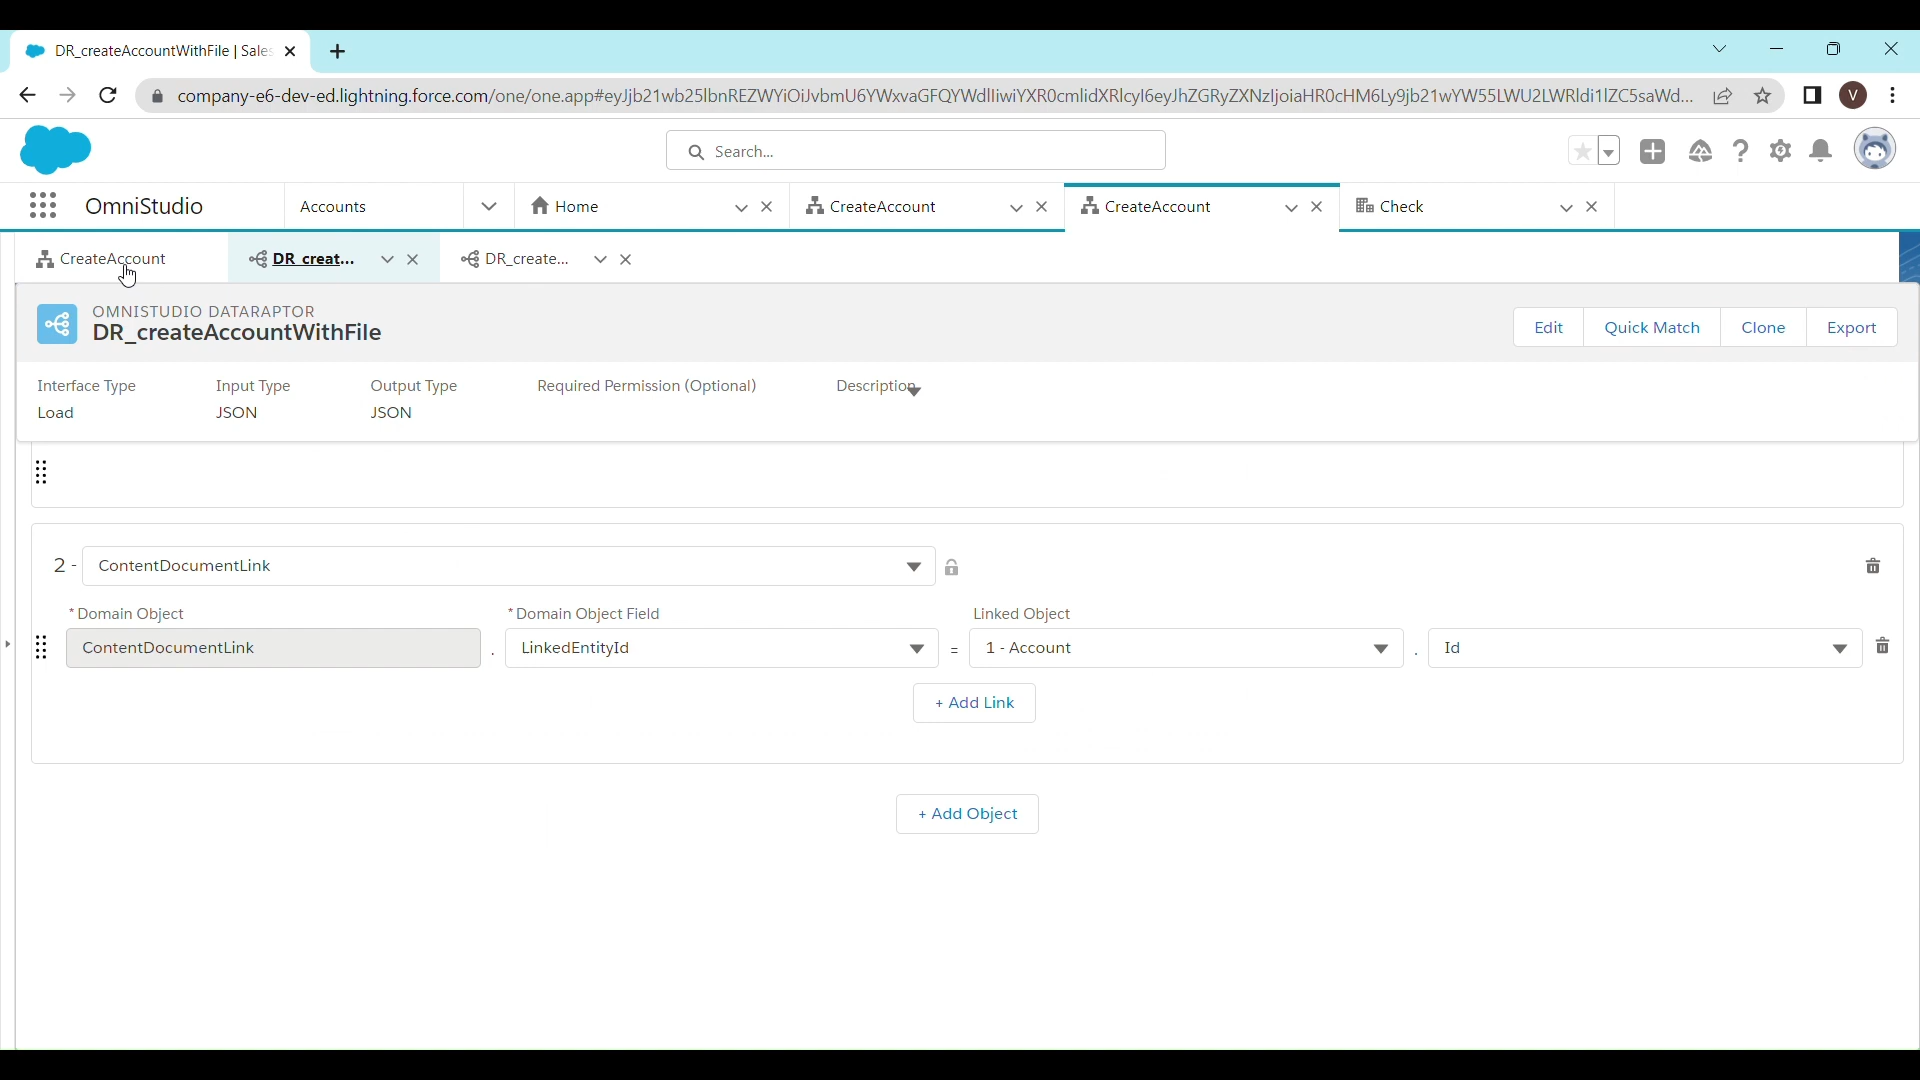 DR_createAccountWithFile | Sales
company-e6-dev-ed.lightning.force.com/one/one.app#eyJjb21wb25lbnREZWYiOiJvbmU6YWxvaGFQYWdlIiwiYXR0cmlidXRlcyI6eyJhZGRyZXNzIjoiaHR0cHM6Ly9jb21wYW55LWU2LWRldi1lZC5saWd...
V
Search...
OmniStudio
Accounts
Home
CreateAccount
CreateAccount
Check
CreateAccount
DR_creat...
DR_create...
OMNISTUDIO DATARAPTOR
DR_createAccountWithFile
Edit
Quick Match
Clone
Export
Interface Type
Input Type
Output Type
Required Permission (Optional)
Description
Load
JSON
JSON
2 -
ContentDocumentLink
* Domain Object
* Domain Object Field
Linked Object
ContentDocumentLink
.
LinkedEntityId
=
1 - Account
.
Id
+ Add Link
+ Add Object